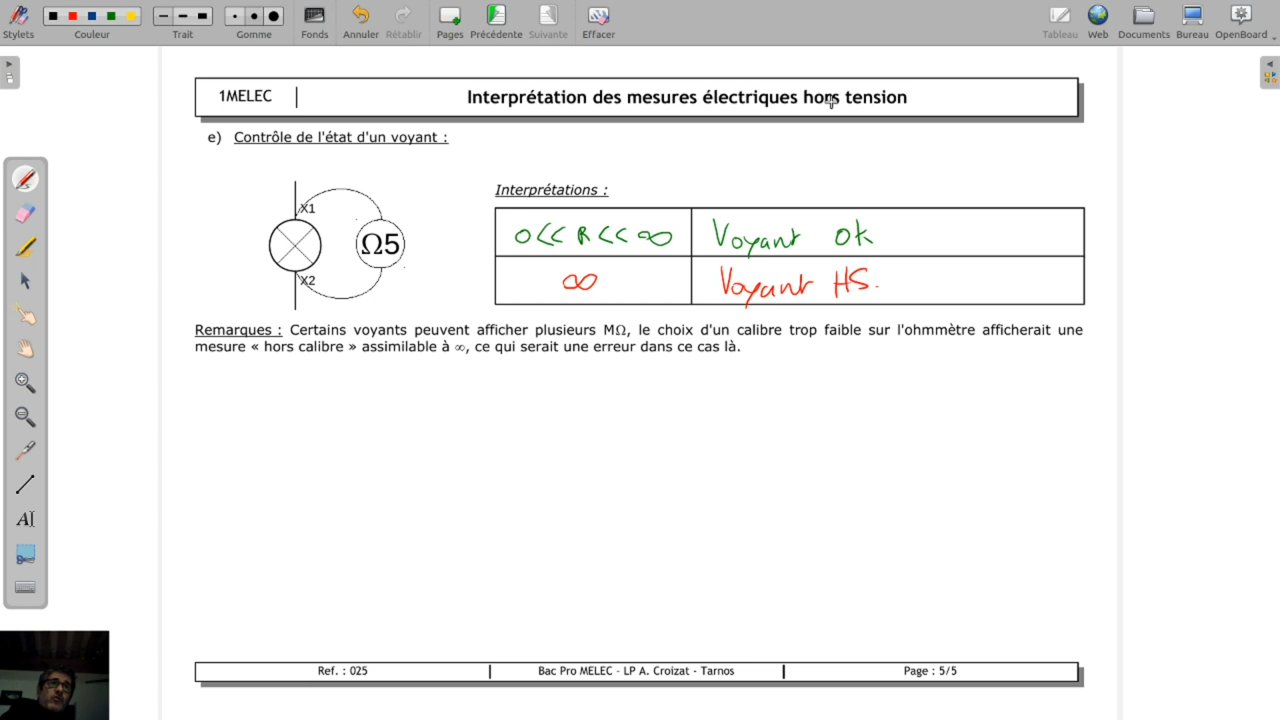 Stylets Couleur Trait Gomme Fonds Annuler Rétablir Pages Précédente Suivante Effacer Tableau Web Documents Bureau OpenBoard
1MELEC Interprétation des mesures électriques hors tension
e) Contrôle de l'état d'un voyant :
Interprétations :
X1
Ω5
X2
0<< R << ∞ Voyant OK
∞ Voyant HS.
Remarques : Certains voyants peuvent afficher plusieurs MΩ, le choix d'un calibre trop faible sur l'ohmmètre afficherait une
mesure « hors calibre » assimilable à ∞, ce qui serait une erreur dans ce cas là.
AI
Ref. : 025 Bac Pro MELEC - LP A. Croizat - Tarnos Page : 5/5